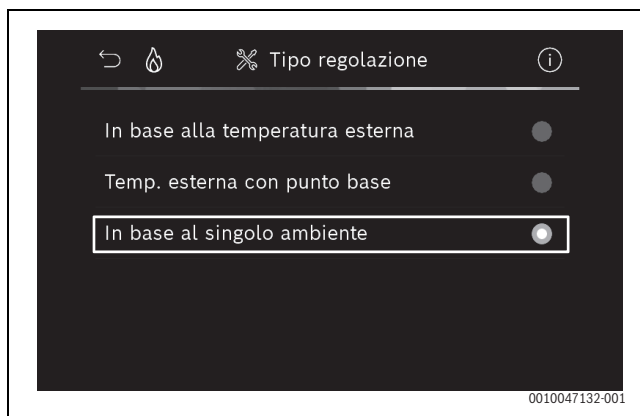 Tipo regolazione
In base alla temperatura esterna
Temp. esterna con punto base
In base al singolo ambiente
0010047132-001